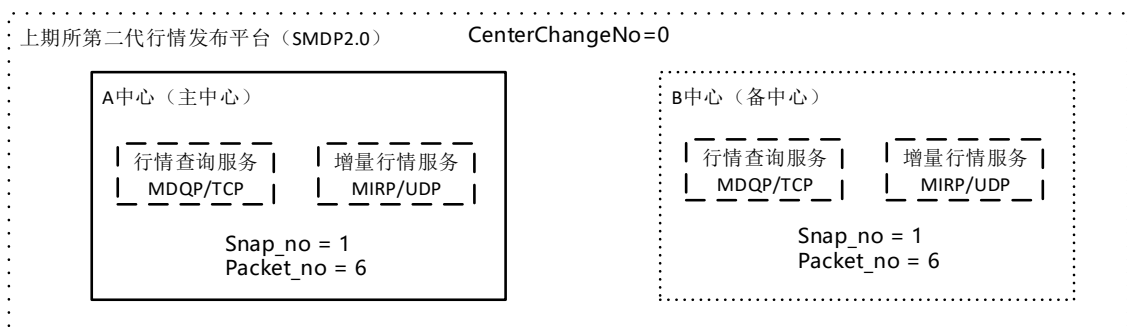 上期所第二代行情发布平台（SMDP2.0） CenterChangeNo=0
A中心（主中心）
行情查询服务
MDQP/TCP
增量行情服务
MIRP/UDP
Snap_no = 1
Packet_no = 6
B中心（备中心）
行情查询服务
MDQP/TCP
增量行情服务
MIRP/UDP
Snap_no = 1
Packet_no = 6